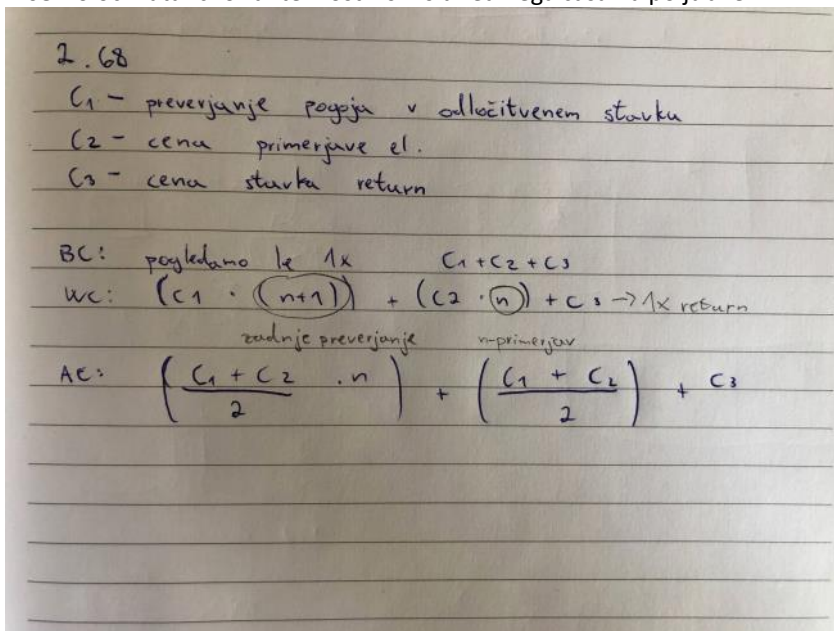 2.68
C1 - preverjanje pogoja v odločitvenem stavku
C2 - cena primerjave el.
C3 - cena stavka return
BC: pogledamo le 1x C1 + C2 + C3
WC: (C1 · (n+1)) + (C2 · n) + C3 -> 1x return
zadnje preverjanje n-primerjav
AC: ((C1 + C2)/2 · n) + ((C1 + C2)/2) + C3